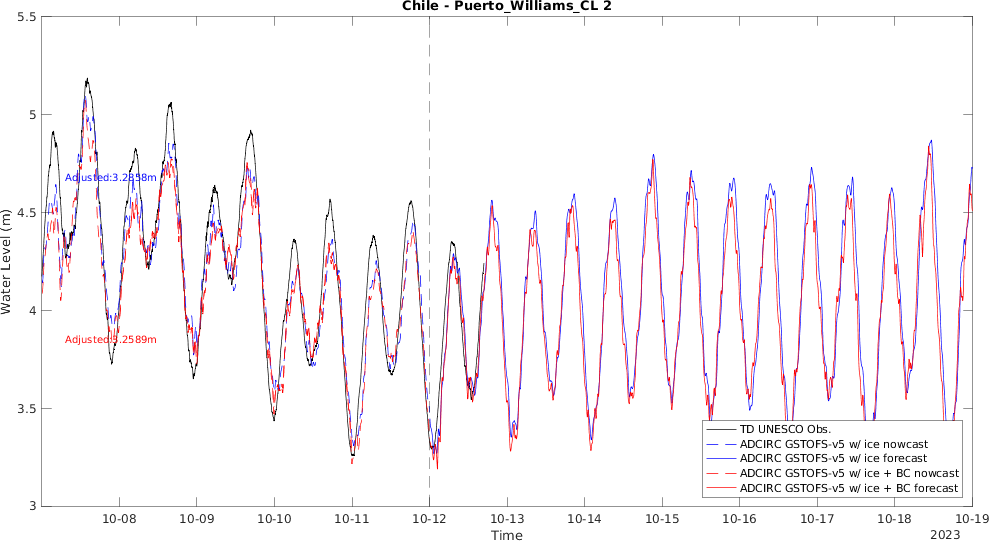 Chile - Puerto_Williams_CL 2
5.5
5
4.5
4
3.5
3
Water Level (m)
Adjusted:3.2858m
Adjusted:3.2589m
TD UNESCO Obs.
ADCIRC GSTOFS-v5 w/ ice nowcast
ADCIRC GSTOFS-v5 w/ ice forecast
ADCIRC GSTOFS-v5 w/ ice + BC nowcast
ADCIRC GSTOFS-v5 w/ ice + BC forecast
10-08 10-09 10-10 10-11 10-12 10-13 10-14 10-15 10-16 10-17 10-18 10-19
Time
2023